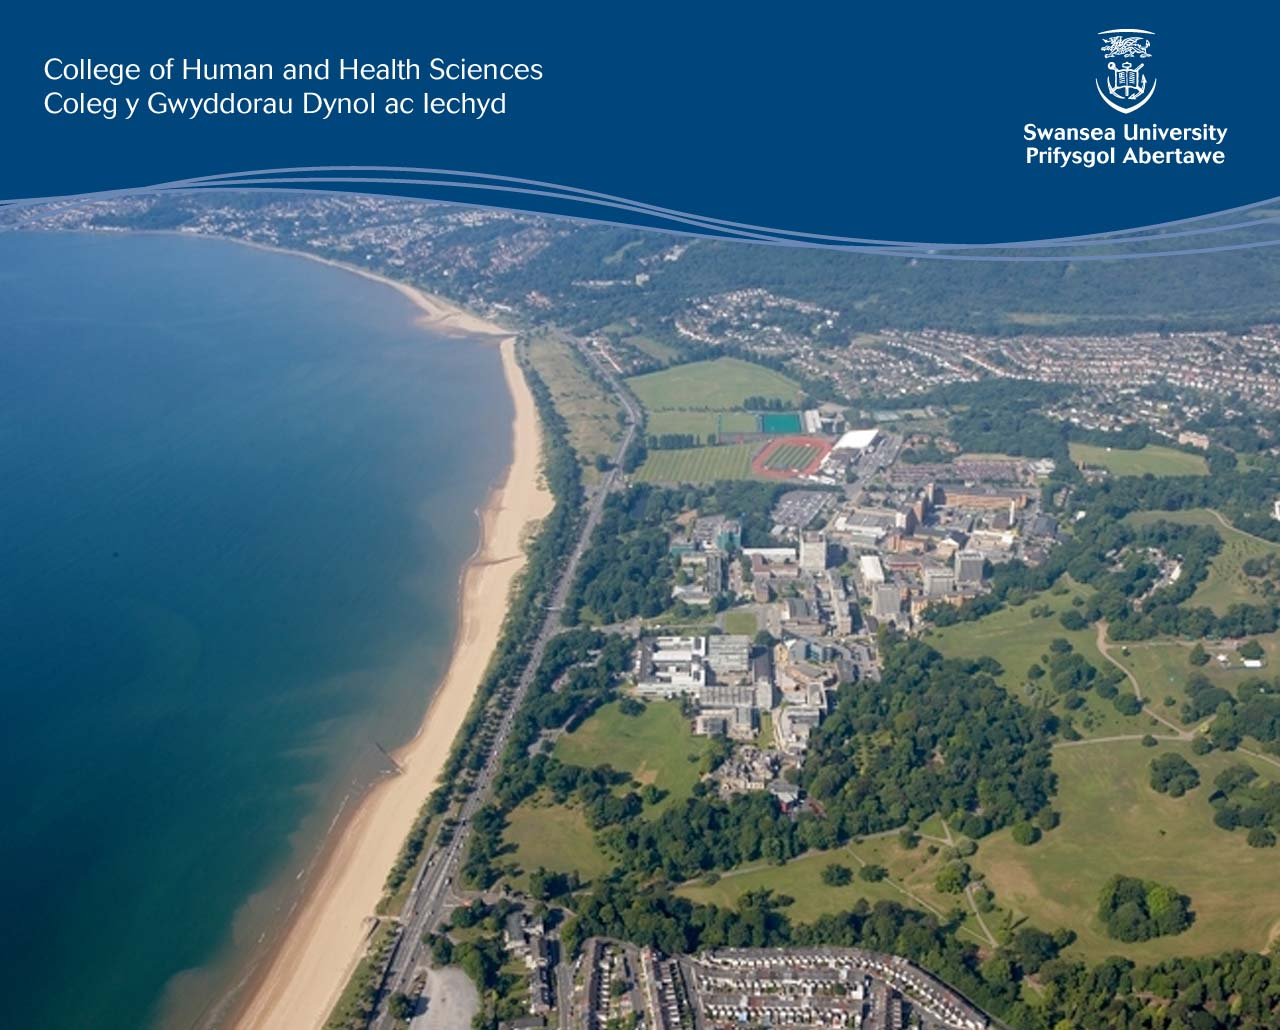 College of Human and Health Sciences
Coleg y Gwyddorau Dynol ac Iechyd
Swansea University
Prifysgol Abertawe